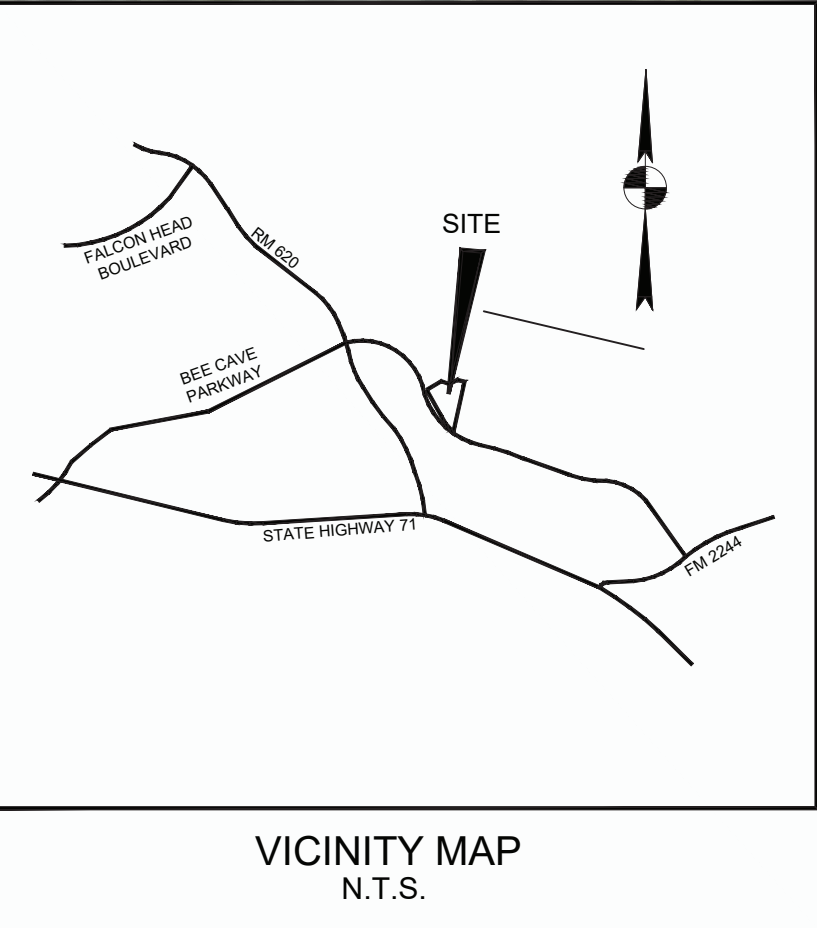 SITE
FALCON HEAD
BOULEVARD
RM 620
BEE CAVE
PARKWAY
STATE HIGHWAY 71
FM 2244
VICINITY MAP
N.T.S.